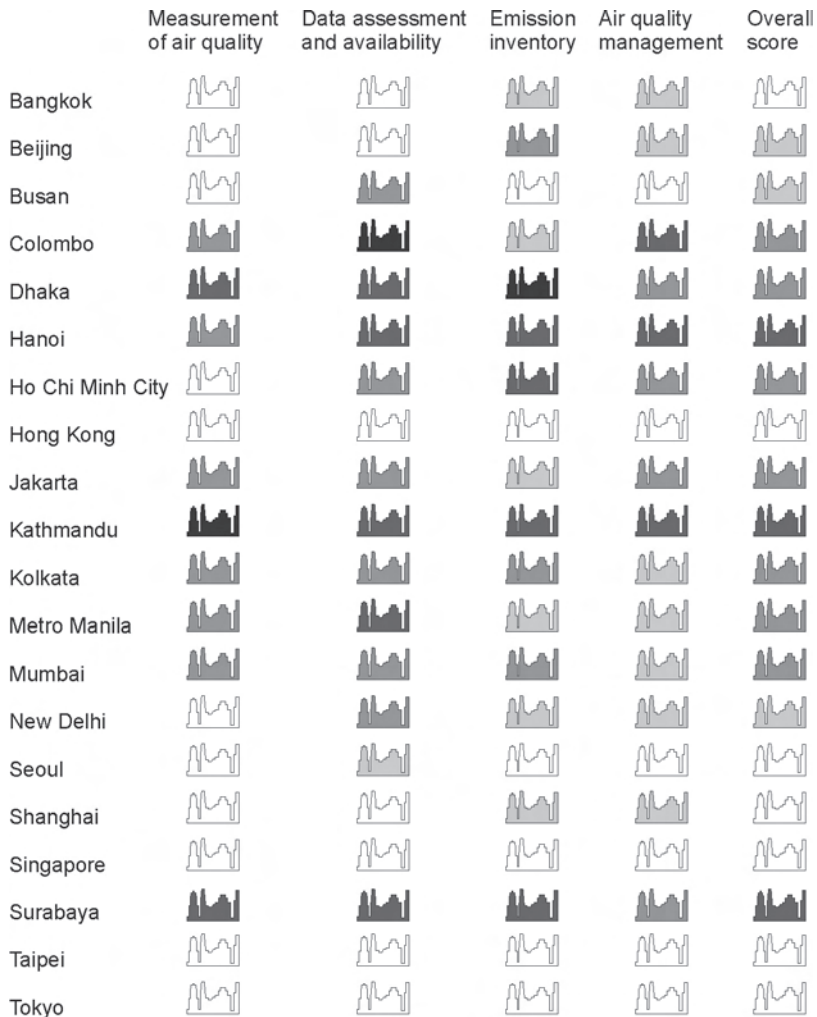 Measurement
of air quality
Data assessment
and availability
Emission
inventory
Air quality
management
Overall
score
Bangkok
Beijing
Busan
Colombo
Dhaka
Hanoi
Ho Chi Minh City
Hong Kong
Jakarta
Kathmandu
Kolkata
Metro Manila
Mumbai
New Delhi
Seoul
Shanghai
Singapore
Surabaya
Taipei
Tokyo